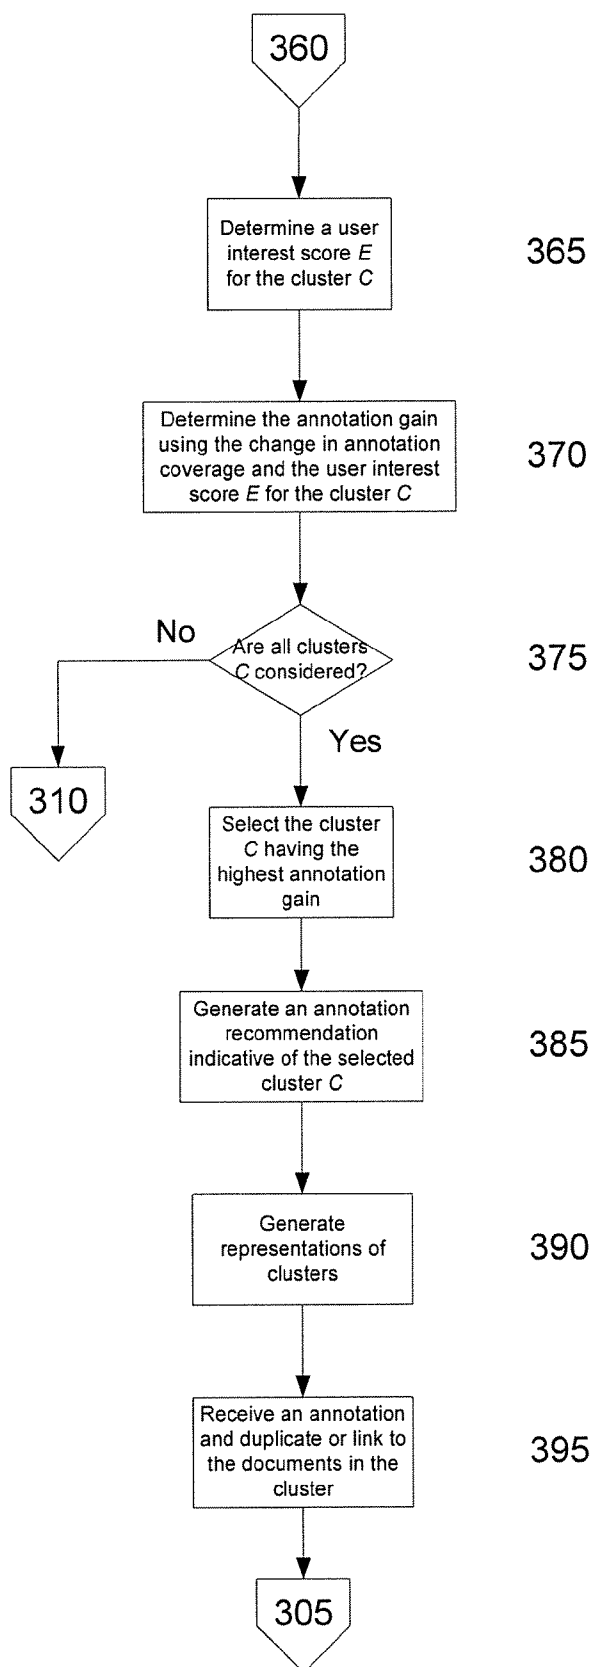 360
Determine a user
interest score E
for the cluster C
365
Determine the annotation gain
using the change in annotation
coverage and the user interest
score E for the cluster C
370
No
Are all clusters
C considered?
375
Yes
310
Select the cluster
C having the
highest annotation
gain
380
Generate an annotation
recommendation
indicative of the selected
cluster C
385
Generate
representations of
clusters
390
Receive an annotation
and duplicate or link to
the documents in the
cluster
395
305